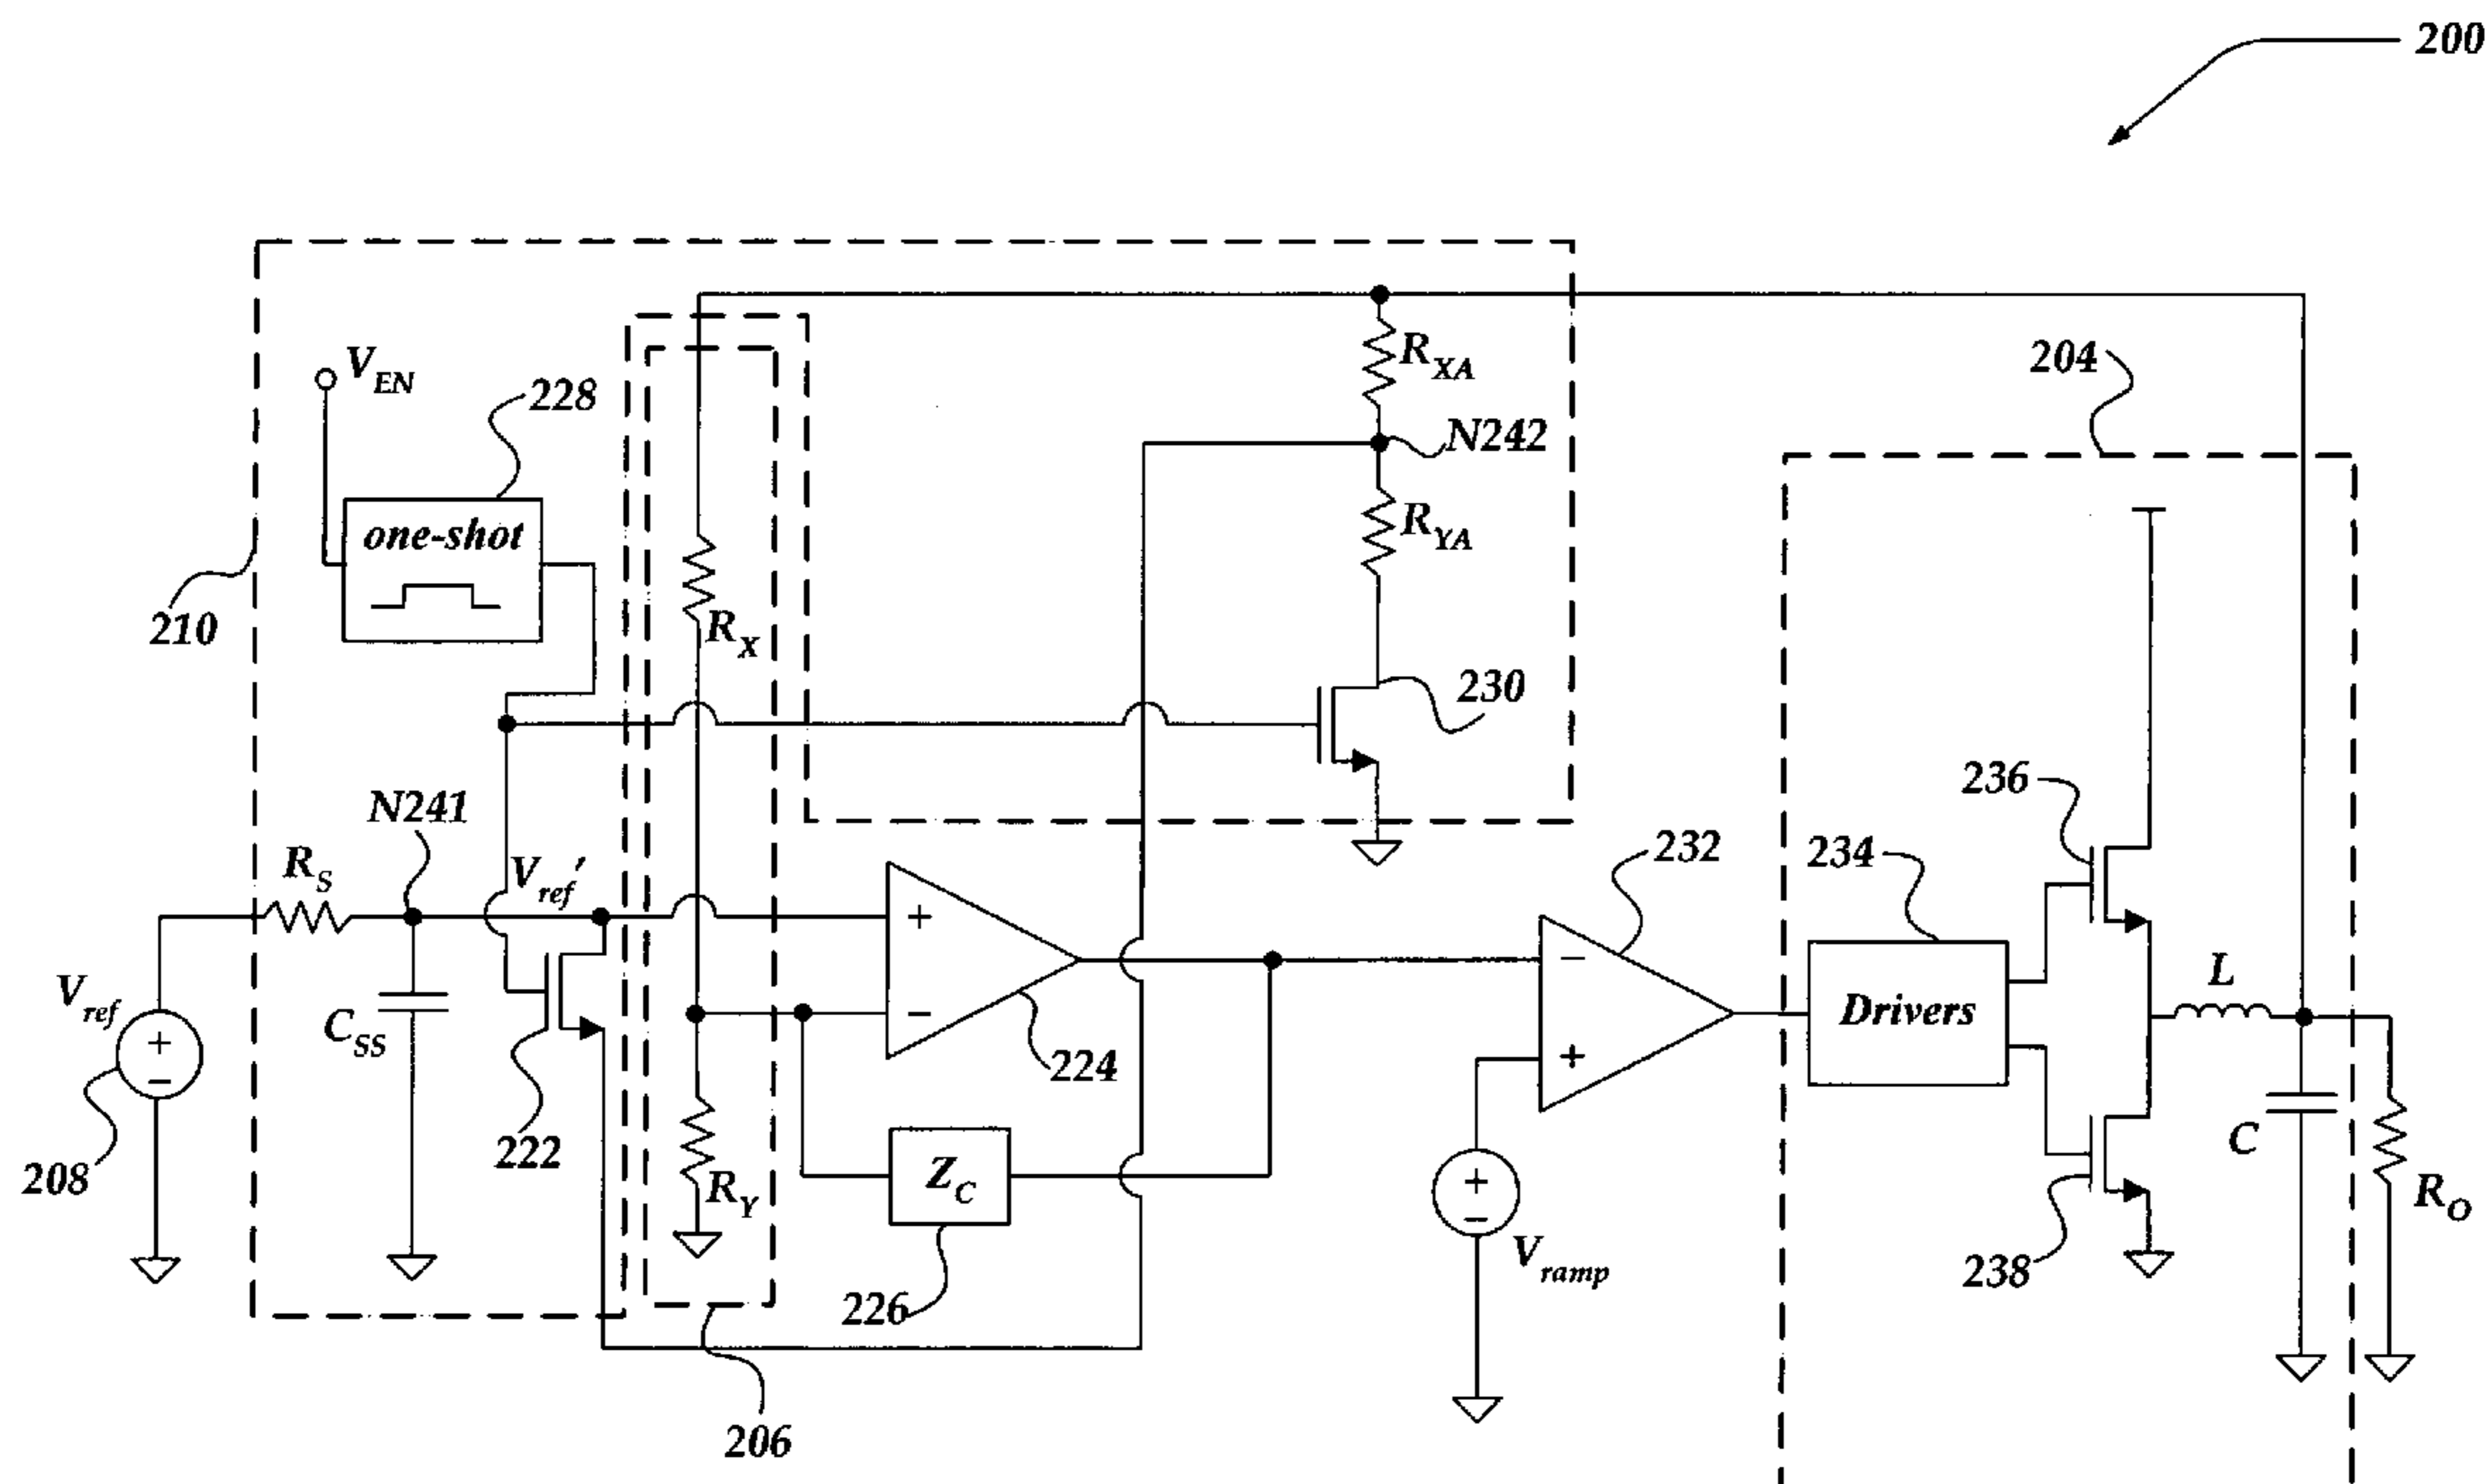 200
V_EN
228
one-shot
210
R_X
R_XA
N242
R_YA
230
204
N241
R_S
V_ref'
V_ref
+
−
208
C_SS
222
+
−
224
R_Y
Z_C
226
206
232
−
+
+
−
V_ramp
234
Drivers
236
238
L
C
R_O